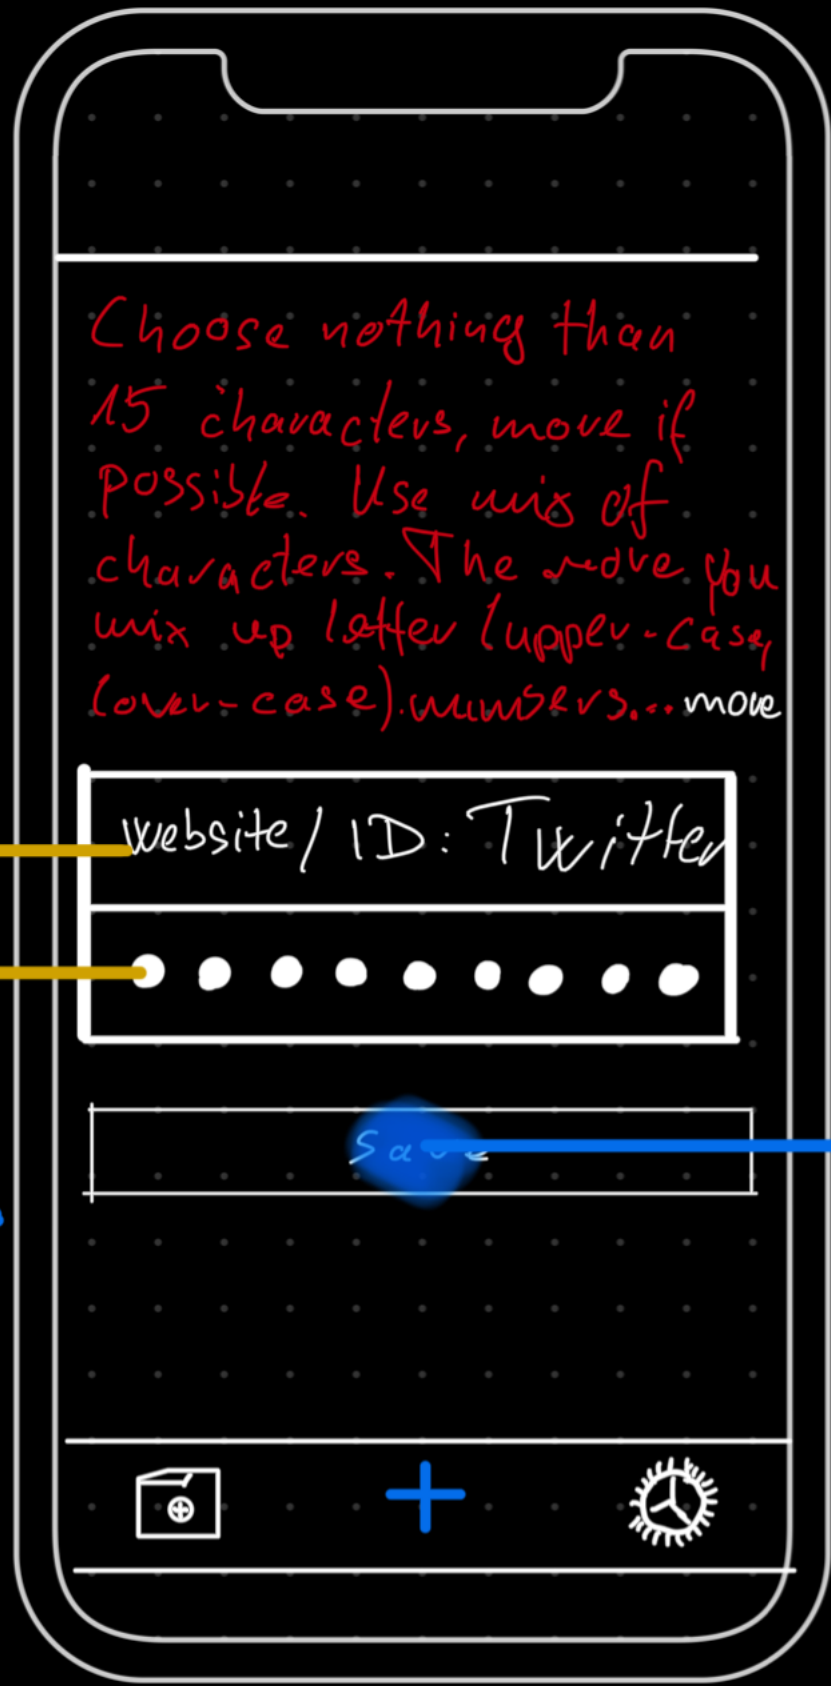 Choose nothing than
15 characters, more if
possible. Use mix of
characters. The more you
mix up letter (upper-case,
lower-case).numbers... more
website/ ID: Twitter
Save